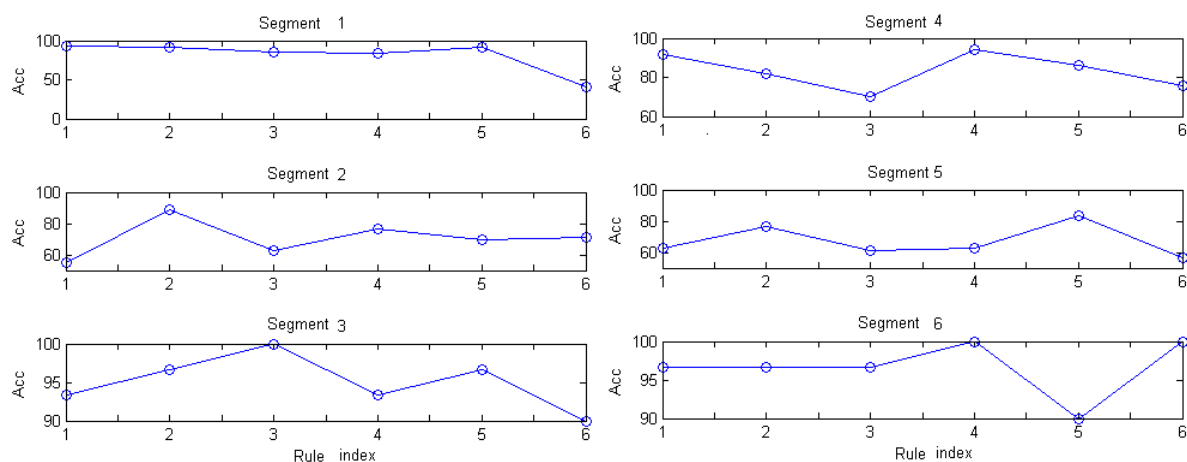 Segment 1
100
50
0
Acc
1 2 3 4 5 6
Segment 2
100
80
60
Acc
1 2 3 4 5 6
Segment 3
100
95
90
Acc
1 2 3 4 5 6
Rule index
Segment 4
100
80
60
Acc
1 2 3 4 5 6
Segment 5
100
80
60
Acc
1 2 3 4 5 6
Segment 6
100
95
90
Acc
1 2 3 4 5 6
Rule index